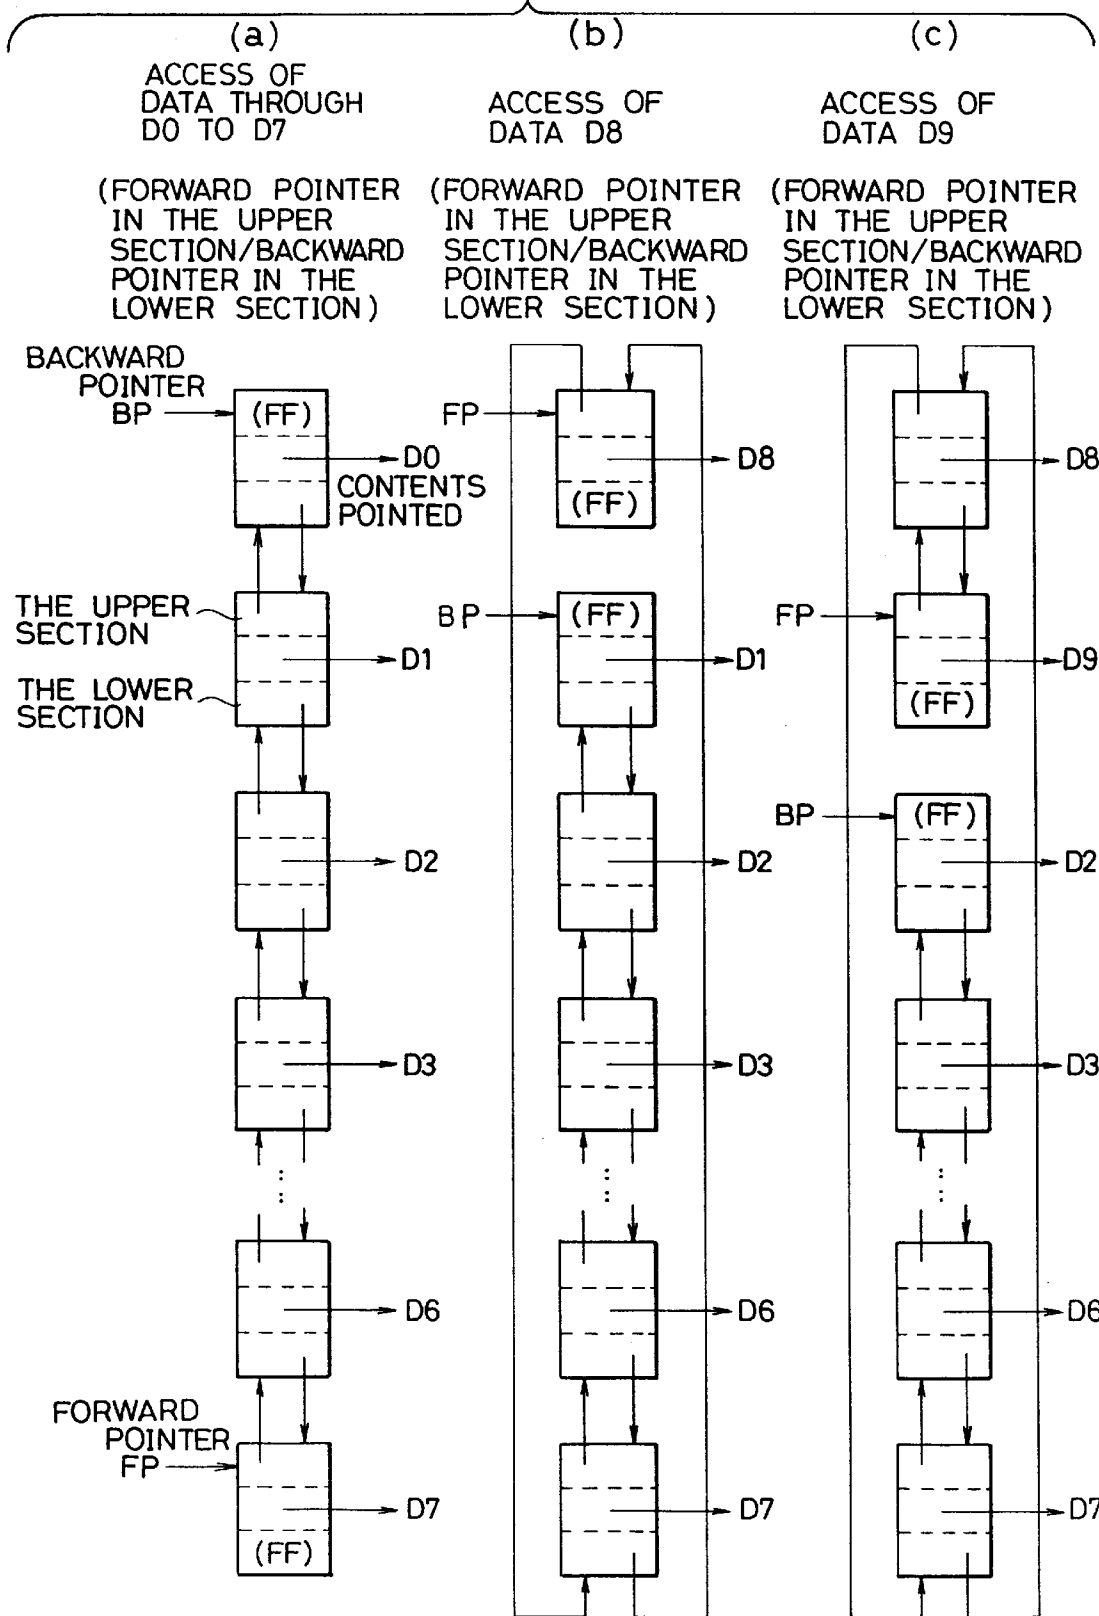 (a)
ACCESS OF
DATA THROUGH
D0 TO D7
(FORWARD POINTER
IN THE UPPER
SECTION/BACKWARD
POINTER IN THE
LOWER SECTION)
BACKWARD
POINTER
BP
(FF)
D0
CONTENTS
POINTED
THE UPPER
SECTION
D1
THE LOWER
SECTION
D2
D3
D6
FORWARD
POINTER
FP
D7
(FF)
(b)
ACCESS OF
DATA D8
(FORWARD POINTER
IN THE UPPER
SECTION/BACKWARD
POINTER IN THE
LOWER SECTION)
FP
D8
(FF)
BP
(FF)
D1
D2
D3
D6
D7
(c)
ACCESS OF
DATA D9
(FORWARD POINTER
IN THE UPPER
SECTION/BACKWARD
POINTER IN THE
LOWER SECTION)
D8
FP
D9
(FF)
BP
(FF)
D2
D3
D6
D7